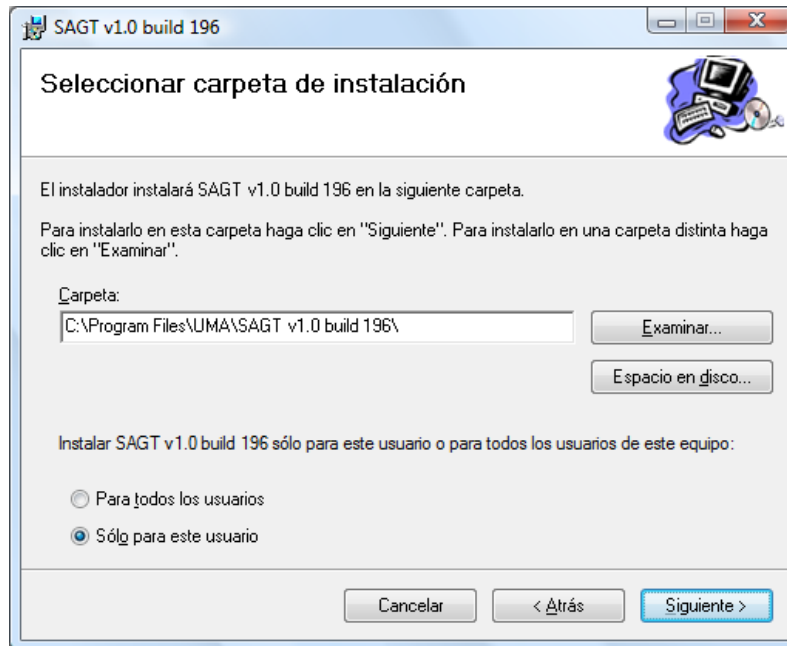 SAGT v1.0 build 196
Seleccionar carpeta de instalación
El instalador instalará SAGT v1.0 build 196 en la siguiente carpeta.
Para instalarlo en esta carpeta haga clic en "Siguiente". Para instalarlo en una carpeta distinta haga
clic en "Examinar".
Carpeta:
C:\Program Files\UMA\SAGT v1.0 build 196\
Examinar...
Espacio en disco...
Instalar SAGT v1.0 build 196 sólo para este usuario o para todos los usuarios de este equipo:
Para todos los usuarios
Sólo para este usuario
Cancelar
< Atrás
Siguiente >